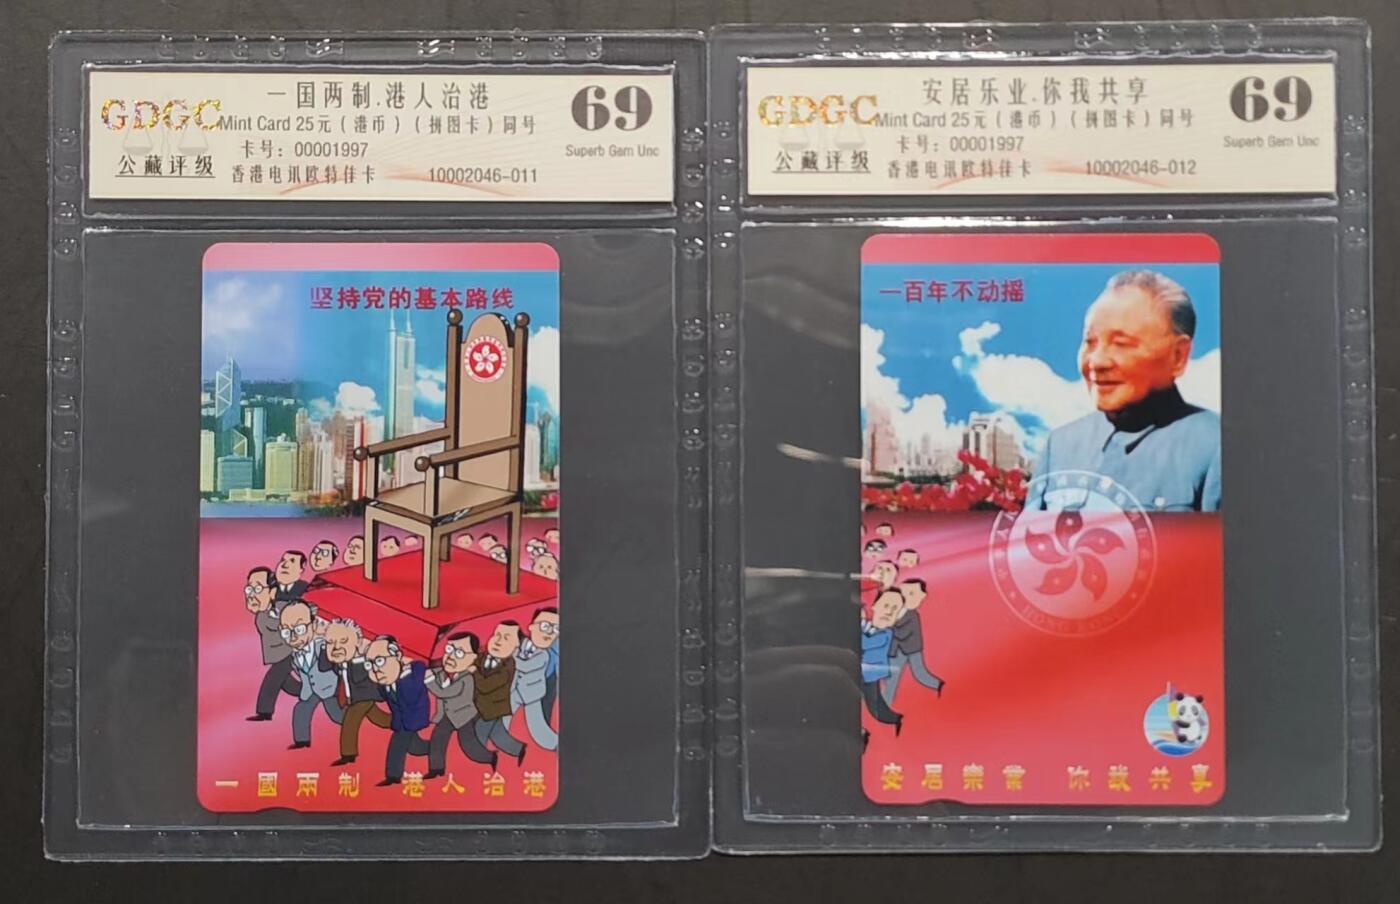 GDGC
公藏评级
一国两制.港人治港
Mint Card 25元(港币)(拼图卡)同号
卡号:00001997
香港电讯欧特佳卡 10002046-011
69
Superb Gem Unc
坚持党的基本路线
一國兩制 港人治港
GDGC
公藏评级
安居乐业.你我共享
Mint Card 25元(港币)(拼图卡)同号
卡号:00001997
香港电讯欧特佳卡 10002046-012
69
Superb Gem Unc
一百年不动摇
HONG KONG
安居樂業 你我共享